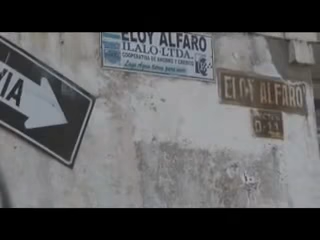 ELOY ALFARO
ILALO LTDA.
COOPERATIVA DE AHORRO Y CREDITO
ELOY ALFARO
VIA